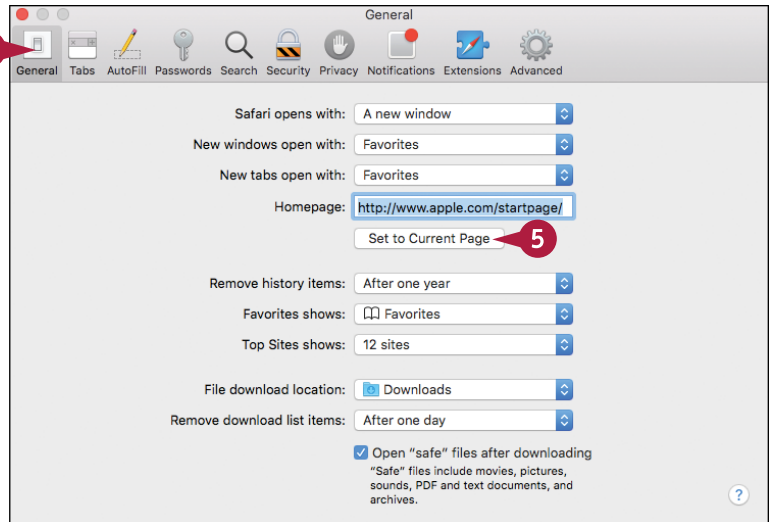 General
General Tabs AutoFill Passwords Search Security Privacy Notifications Extensions Advanced
Safari opens with: A new window
New windows open with: Favorites
New tabs open with: Favorites
Homepage: http://www.apple.com/startpage/
Set to Current Page 5
Remove history items: After one year
Favorites shows: Favorites
Top Sites shows: 12 sites
File download location: Downloads
Remove download list items: After one day
Open “safe” files after downloading
“Safe” files include movies, pictures,
sounds, PDF and text documents, and
archives.
?